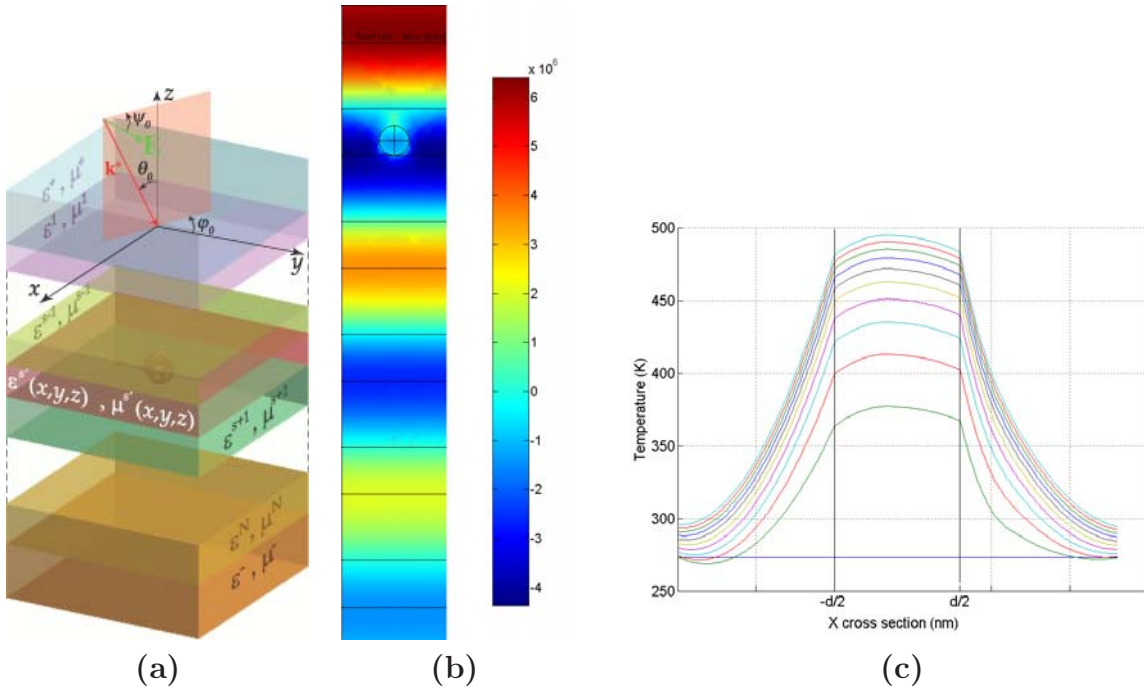 z
ψ₀
E
k⁺
θ₀
φ₀
y
x
ε⁺, μ⁺
ε¹, μ¹
εˢ⁻¹, μˢ⁻¹
εˢ'(x,y,z) , μˢ'(x,y,z)
εˢ⁺¹, μˢ⁺¹
εᴺ, μᴺ
ε⁻, μ⁻
(a)
(b)
x 10⁶
6
5
4
3
2
1
0
-1
-2
-3
-4
500
450
400
350
300
250
Temperature (K)
-d/2
d/2
X cross section (nm)
(c)